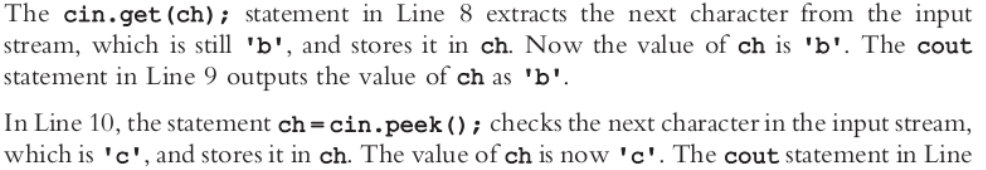 The cin.get(ch); statement in Line 8 extracts the next character from the input
stream, which is still 'b', and stores it in ch. Now the value of ch is 'b'. The cout
statement in Line 9 outputs the value of ch as 'b'.
In Line 10, the statement ch=cin.peek(); checks the next character in the input stream,
which is 'c', and stores it in ch. The value of ch is now 'c'. The cout statement in Line